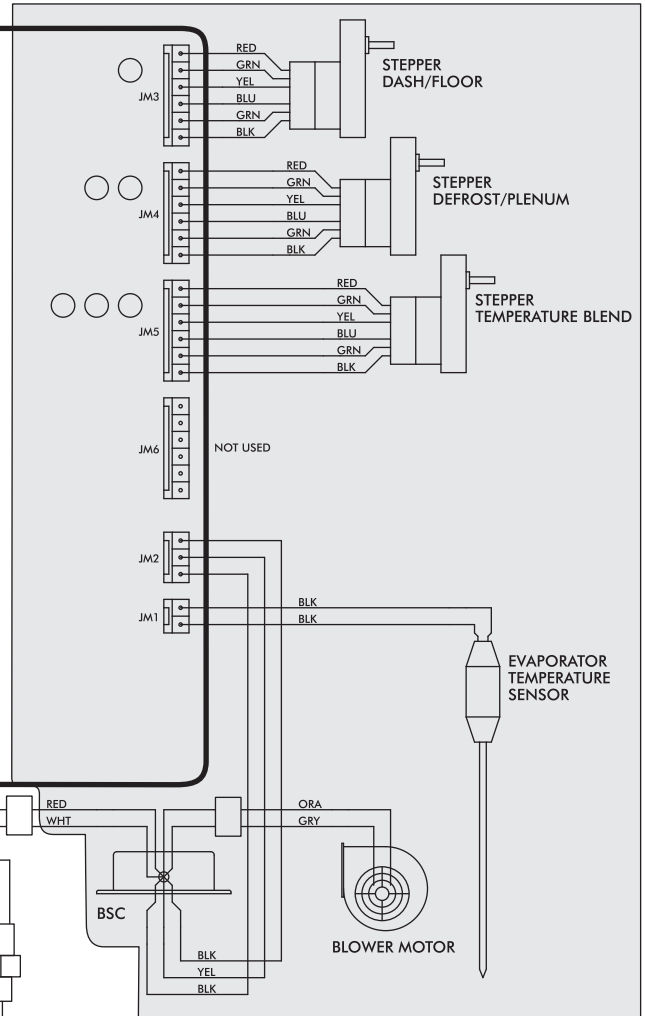 RED
GRN
YEL
BLU
GRN
BLK
JM3
STEPPER
DASH/FLOOR
RED
GRN
YEL
BLU
GRN
BLK
JM4
STEPPER
DEFROST/PLENUM
RED
GRN
YEL
BLU
GRN
BLK
JM5
STEPPER
TEMPERATURE BLEND
JM6
NOT USED
JM2
JM1
BLK
BLK
EVAPORATOR
TEMPERATURE
SENSOR
RED
WHT
ORA
GRY
BSC
BLOWER MOTOR
BLK
YEL
BLK